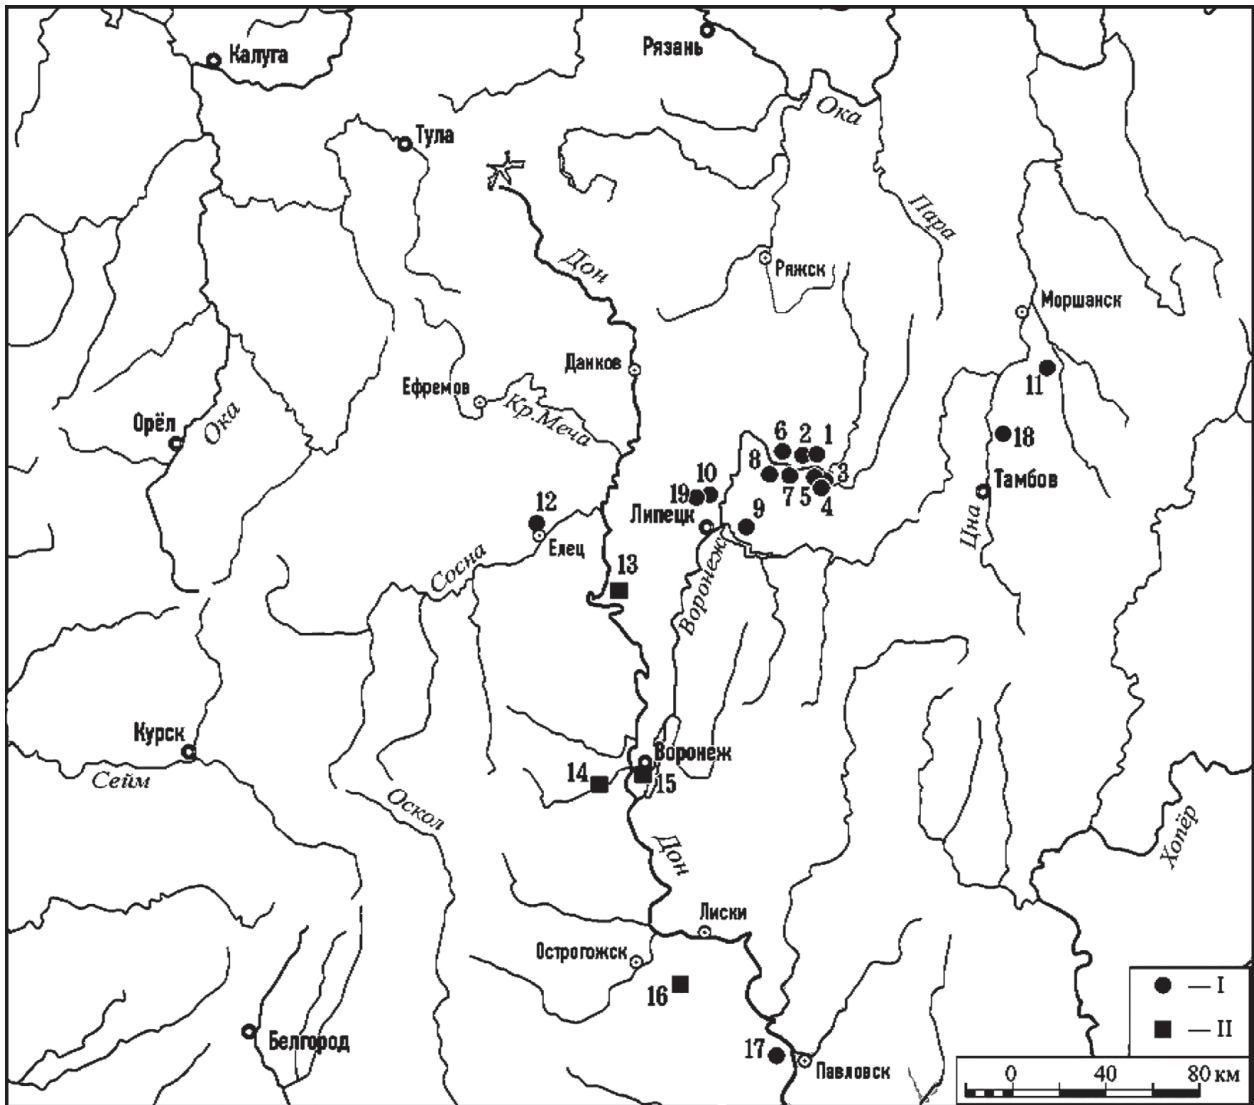 Калуга
Рязань
Ока
Тула
Пара
Дон
Ряжск
Моршанск
Данков
Ефремов
Кр.Меча
11
Орёл
Ока
18
6 2 1
8
3
10
7 5 4
Тамбов
19
Липецк
9
12
Елец
Цна
Сосна
13
Воронеж
Курск
Воронеж
Сейм
14
15
Оскол
Хопёр
Дон
Лиски
Острогожск
16
— I
— II
Белгород
17
Павловск
0 40 80 км